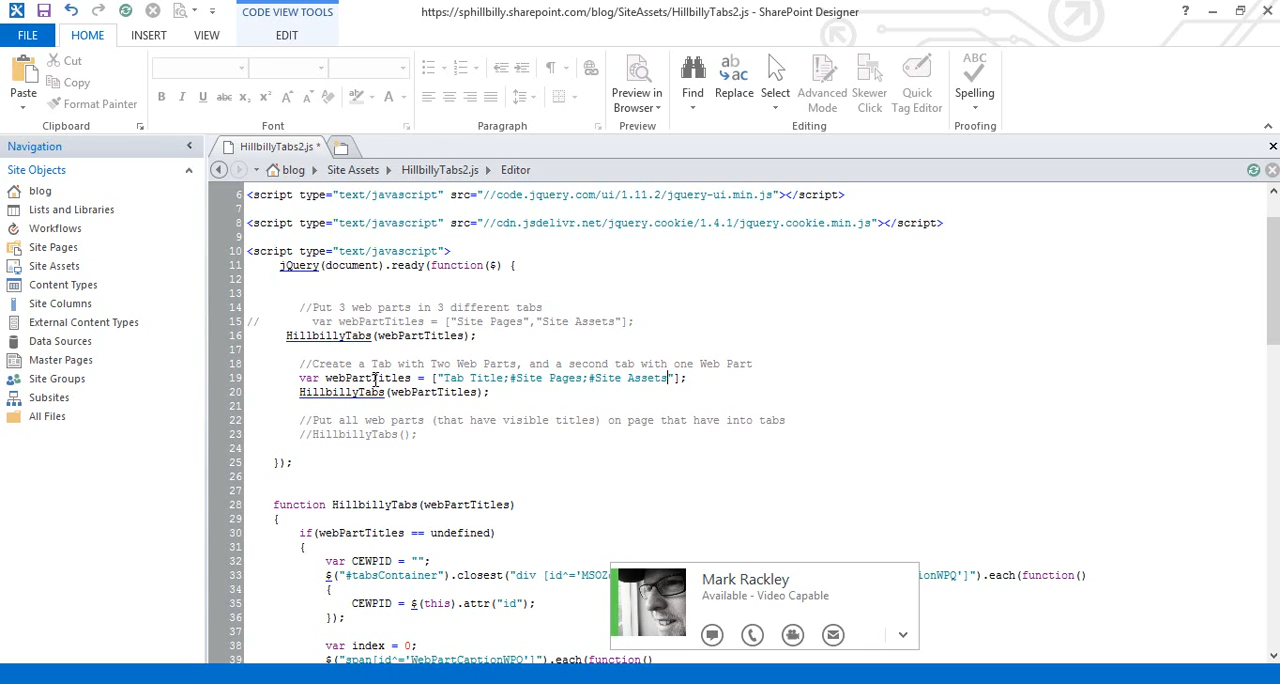 CODE VIEW TOOLS
https://sphillbilly.sharepoint.com/blog/SiteAssets/HillbillyTabs2.js - SharePoint Designer
FILE HOME INSERT VIEW EDIT
Cut
Copy
Format Painter
Paste
Clipboard
Font
Paragraph
Preview in Browser
Preview
Find
Replace
Select
Advanced Mode
Skewer Click
Quick Tag Editor
Editing
ABC
Spelling
Proofing
Navigation
HillbillyTabs2.js *
Site Objects
blog
Lists and Libraries
Workflows
Site Pages
Site Assets
Content Types
Site Columns
External Content Types
Data Sources
Master Pages
Site Groups
Subsites
All Files
blog Site Assets HillbillyTabs2.js Editor
6 <script type="text/javascript" src="//code.jquery.com/ui/1.11.2/jquery-ui.min.js"></script>
7
8 <script type="text/javascript" src="//cdn.jsdelivr.net/jquery.cookie/1.4.1/jquery.cookie.min.js"></script>
9
10 <script type="text/javascript">
11 jQuery(document).ready(function($) {
12
13
14 //Put 3 web parts in 3 different tabs
15 // var webPartTitles = ["Site Pages","Site Assets"];
16 HillbillyTabs(webPartTitles);
17
18 //Create a Tab with Two Web Parts, and a second tab with one Web Part
19 var webPartTitles = ["Tab Title;#Site Pages;#Site Assets"];
20 HillbillyTabs(webPartTitles);
21
22 //Put all web parts (that have visible titles) on page that have into tabs
23 //HillbillyTabs();
24
25 });
26
27
28 function HillbillyTabs(webPartTitles)
29 {
30 if(webPartTitles == undefined)
31 {
32 var CEWPID = "";
33 $("#tabsContainer").closest("div [id^='MSOZ onWPQ']").each(function()
34 {
35 CEWPID = $(this).attr("id");
36 });
37
38 var index = 0;
39 $("span[id^='WebPartCaptionWPQ']").each(function()
Mark Rackley
Available - Video Capable